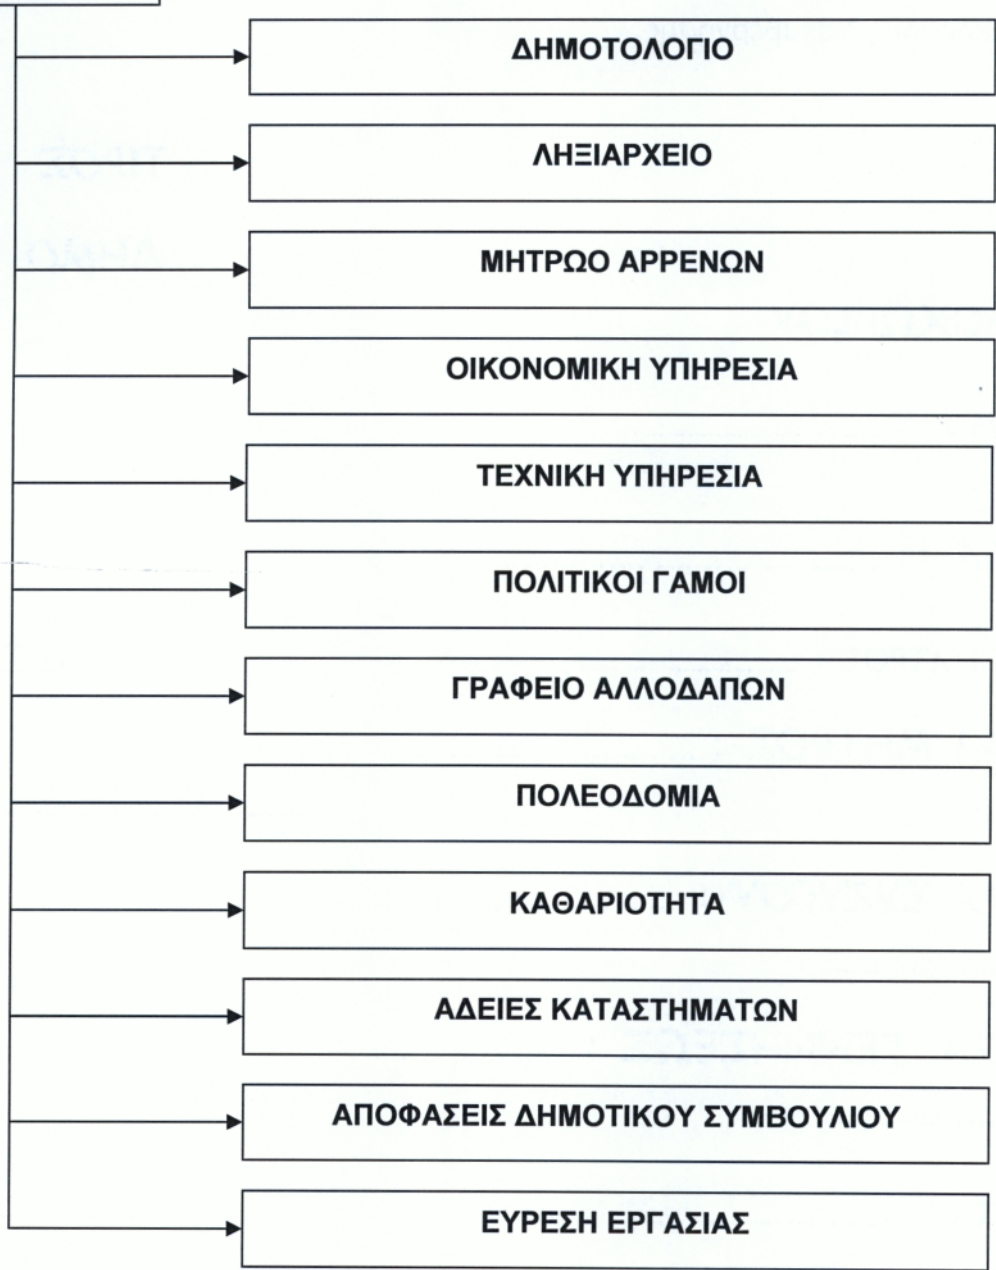 ΔΗΜΟΤΟΛΟΓΙΟ
ΛΗΞΙΑΡΧΕΙΟ
ΜΗΤΡΩΟ ΑΡΡΕΝΩΝ
ΟΙΚΟΝΟΜΙΚΗ ΥΠΗΡΕΣΙΑ
ΤΕΧΝΙΚΗ ΥΠΗΡΕΣΙΑ
ΠΟΛΙΤΙΚΟΙ ΓΑΜΟΙ
ΓΡΑΦΕΙΟ ΑΛΛΟΔΑΠΩΝ
ΠΟΛΕΟΔΟΜΙΑ
ΚΑΘΑΡΙΟΤΗΤΑ
ΑΔΕΙΕΣ ΚΑΤΑΣΤΗΜΑΤΩΝ
ΑΠΟΦΑΣΕΙΣ ΔΗΜΟΤΙΚΟΥ ΣΥΜΒΟΥΛΙΟΥ
ΕΥΡΕΣΗ ΕΡΓΑΣΙΑΣ